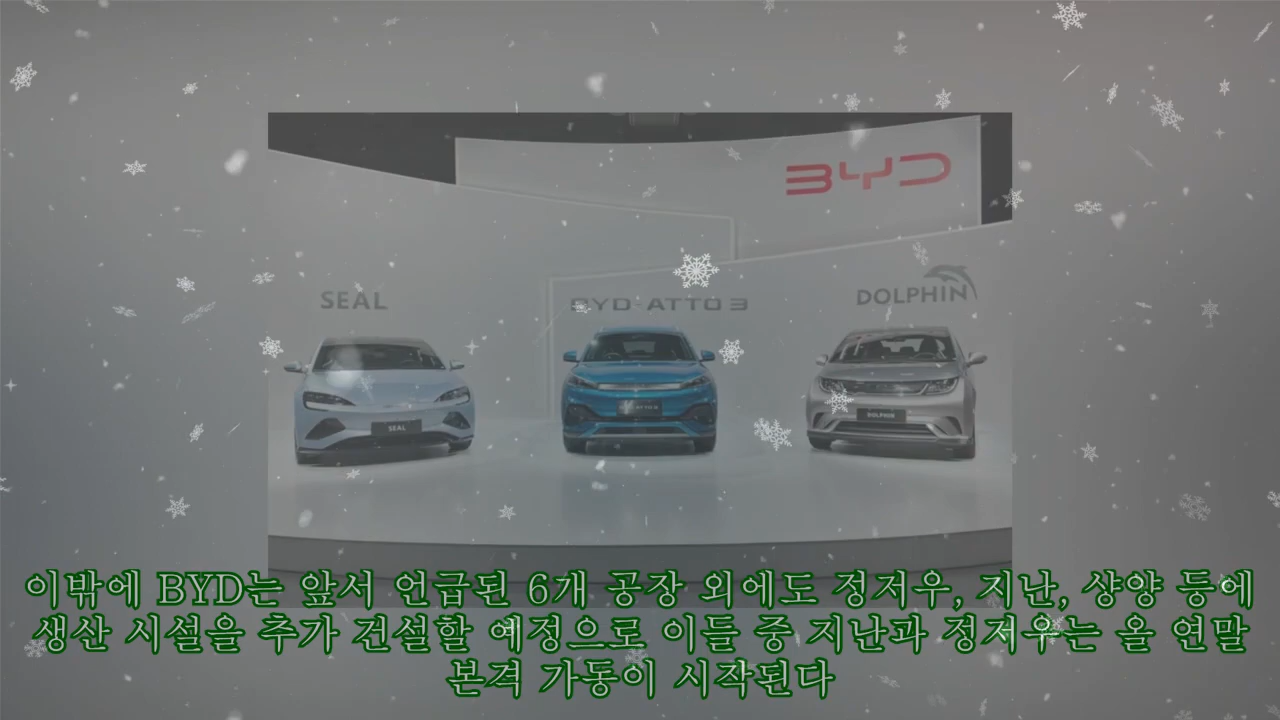 BYD
SEAL
BYD-ATTO 3
DOLPHIN
SEAL
ATTO 3
DOLPHIN
이밖에 BYD는 앞서 언급된 6개 공장 외에도 정저우, 지난, 샹양 등에
생산 시설을 추가 건설할 예정으로 이들 중 지난과 정저우는 올 연말
본격 가동이 시작된다